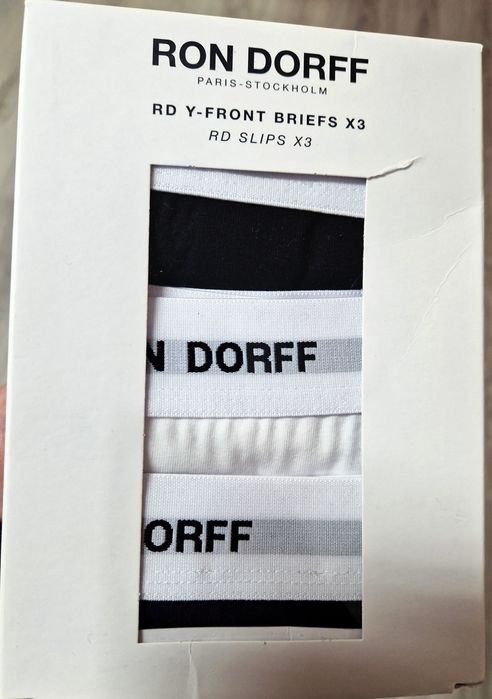 RON DORFF
PARIS-STOCKHOLM
RD Y-FRONT BRIEFS X3
RD SLIPS X3
N DORFF
ORFF